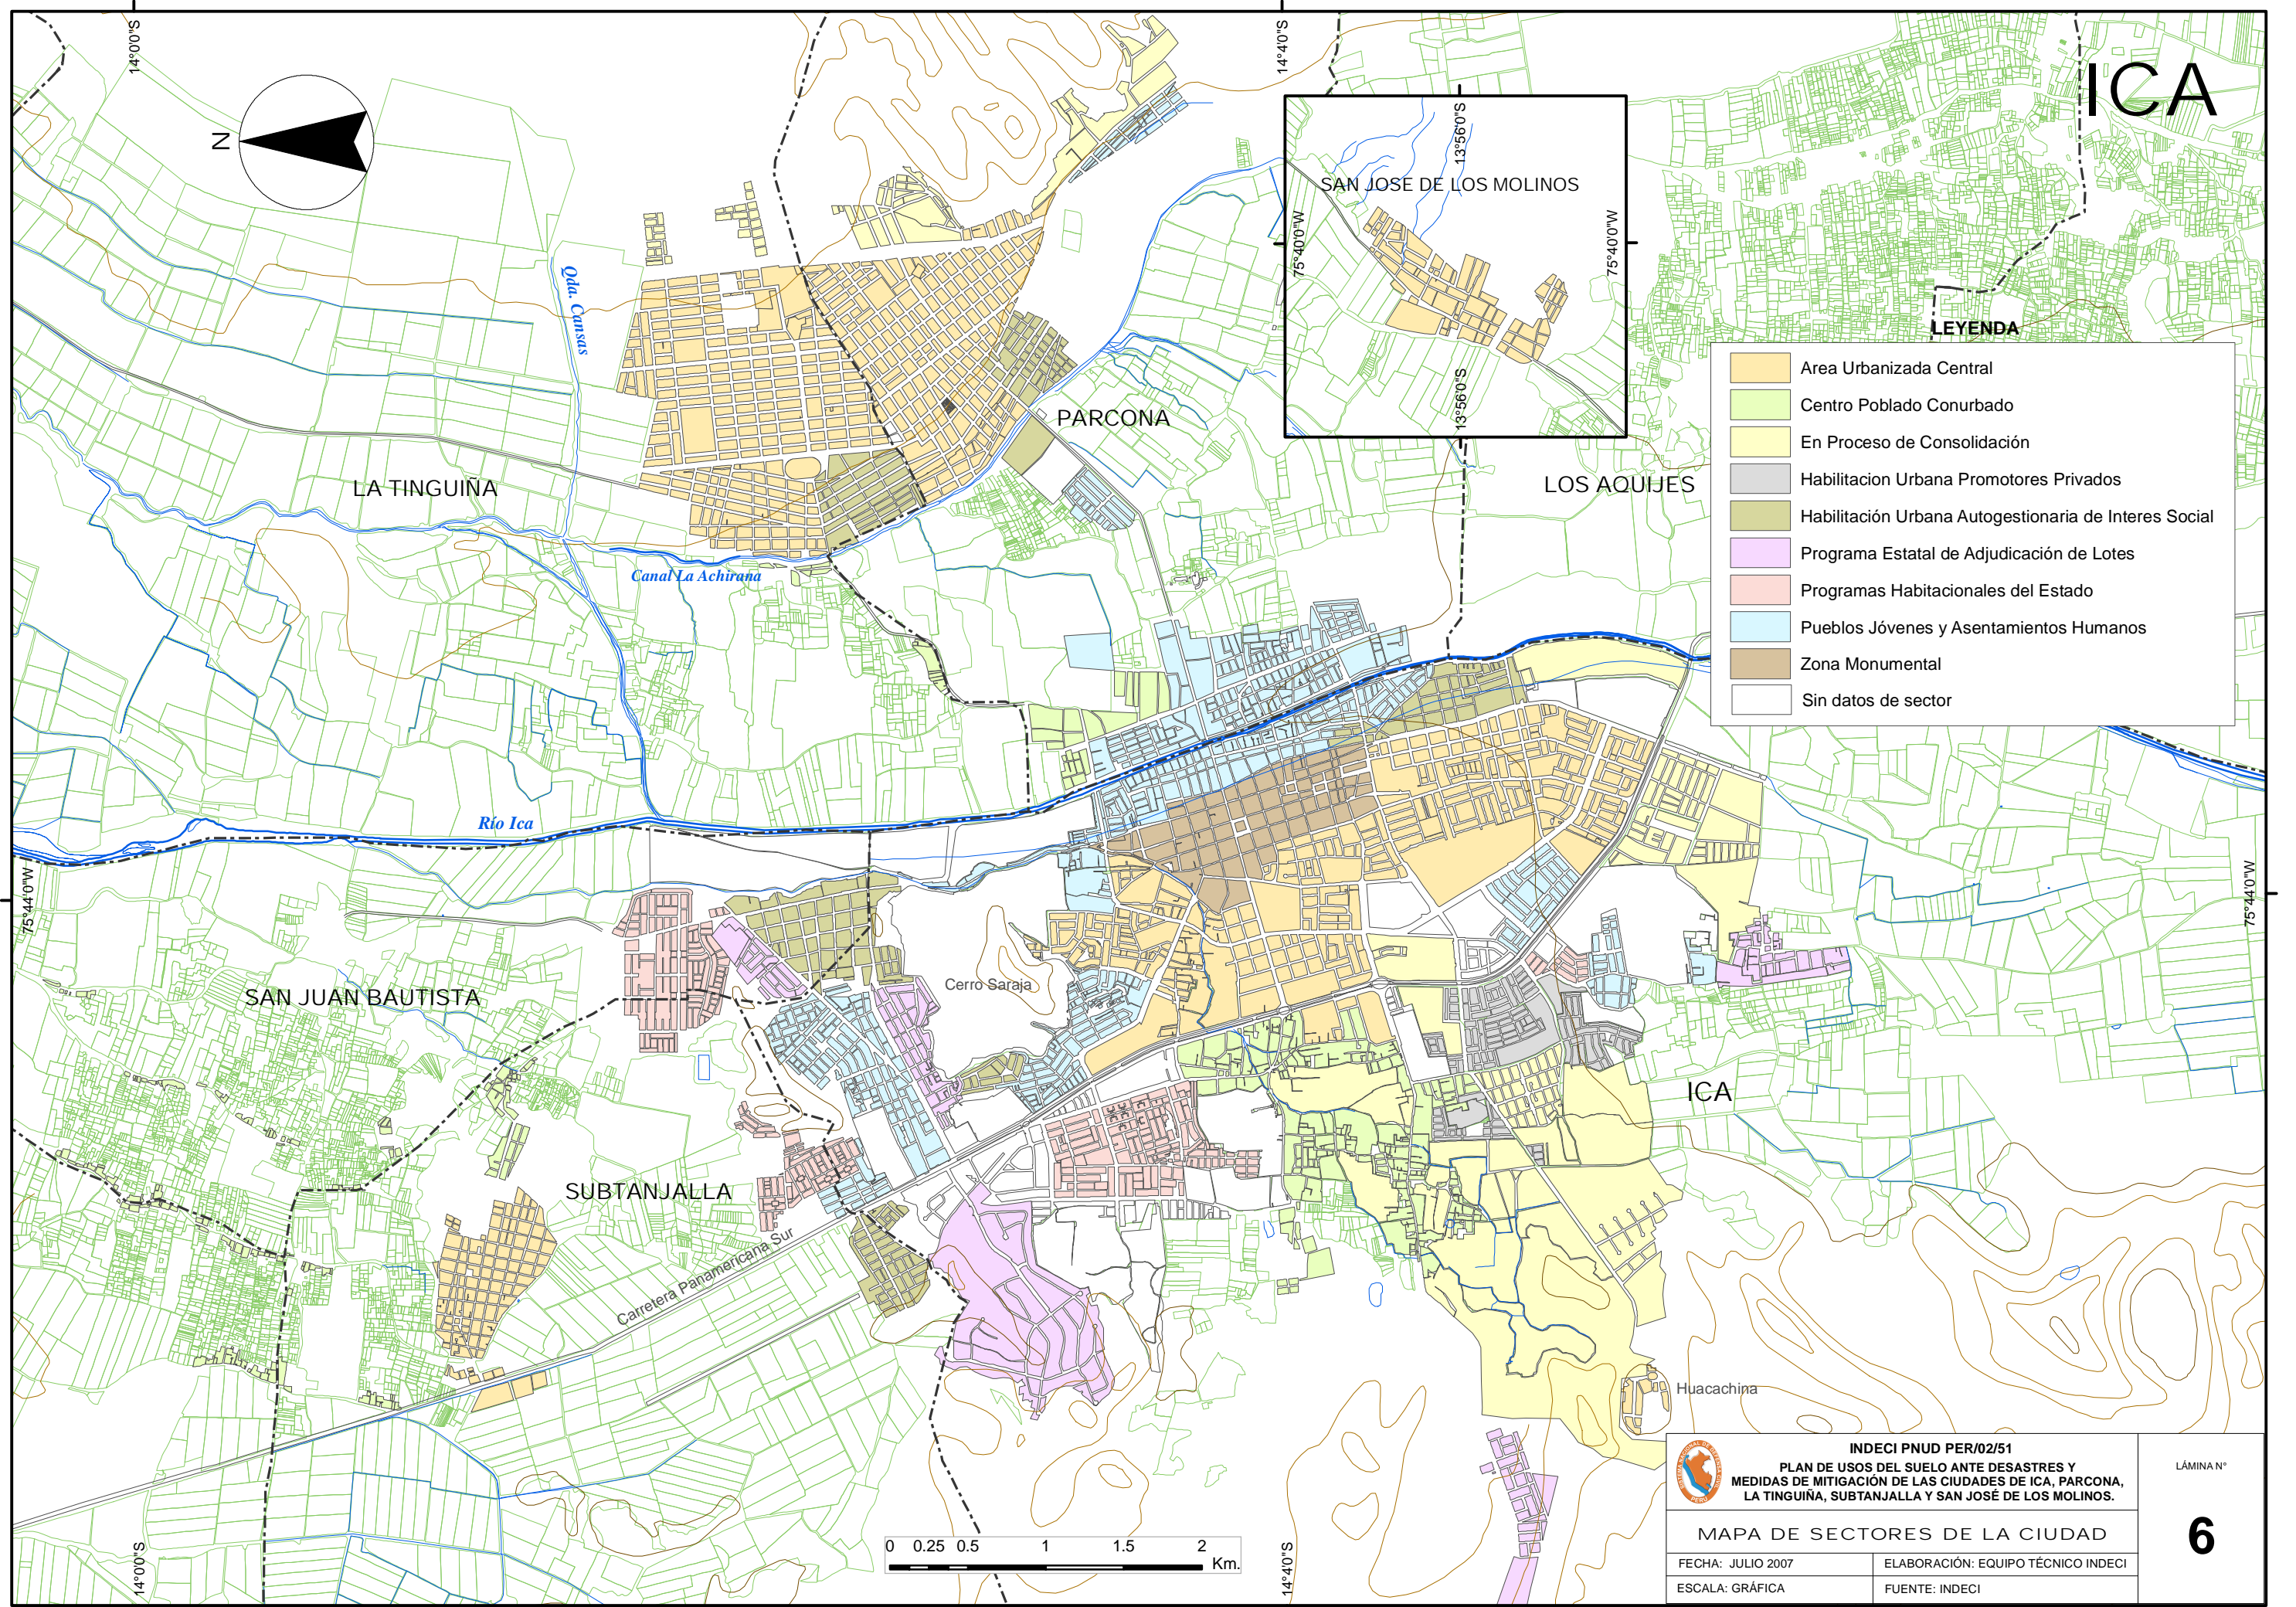 14°0'0"S
14°4'0"S
ICA
N
13°56'0"S
SAN JOSE DE LOS MOLINOS
75°40'0"W
75°40'0"W
13°56'0"S
Qda. Cansas
LEYENDA
Area Urbanizada Central
Centro Poblado Conurbado
En Proceso de Consolidación
Habilitacion Urbana Promotores Privados
Habilitación Urbana Autogestionaria de Interes Social
Programa Estatal de Adjudicación de Lotes
Programas Habitacionales del Estado
Pueblos Jóvenes y Asentamientos Humanos
Zona Monumental
Sin datos de sector
PARCONA
LA TINGUIÑA
LOS AQUIJES
Canal La Achirana
Río Ica
75°44'0"W
75°44'0"W
Cerro Saraja
SAN JUAN BAUTISTA
ICA
SUBTANJALLA
Carretera Panamericana Sur
Huacachina
INDECI PNUD PER/02/51
PLAN DE USOS DEL SUELO ANTE DESASTRES Y
MEDIDAS DE MITIGACIÓN DE LAS CIUDADES DE ICA, PARCONA,
LA TINGUIÑA, SUBTANJALLA Y SAN JOSÉ DE LOS MOLINOS.
LÁMINA N°
6
MAPA DE SECTORES DE LA CIUDAD
FECHA: JULIO 2007
ELABORACIÓN: EQUIPO TÉCNICO INDECI
ESCALA: GRÁFICA
FUENTE: INDECI
0 0.25 0.5 1 1.5 2
Km.
14°0'0"S
14°4'0"S